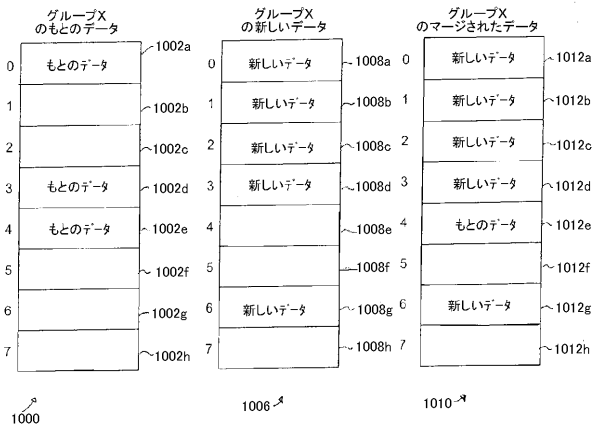 グループX
のもとのデータ
0 もとのデータ 1002a
1 1002b
2 1002c
3 もとのデータ 1002d
4 もとのデータ 1002e
5 1002f
6 1002g
7 1002h
1000
グループX
の新しいデータ
0 新しいデータ 1008a
1 新しいデータ 1008b
2 新しいデータ 1008c
3 新しいデータ 1008d
4 1008e
5 1008f
6 新しいデータ 1008g
7 1008h
1006
グループX
のマージされたデータ
0 新しいデータ 1012a
1 新しいデータ 1012b
2 新しいデータ 1012c
3 新しいデータ 1012d
4 もとのデータ 1012e
5 1012f
6 新しいデータ 1012g
7 1012h
1010